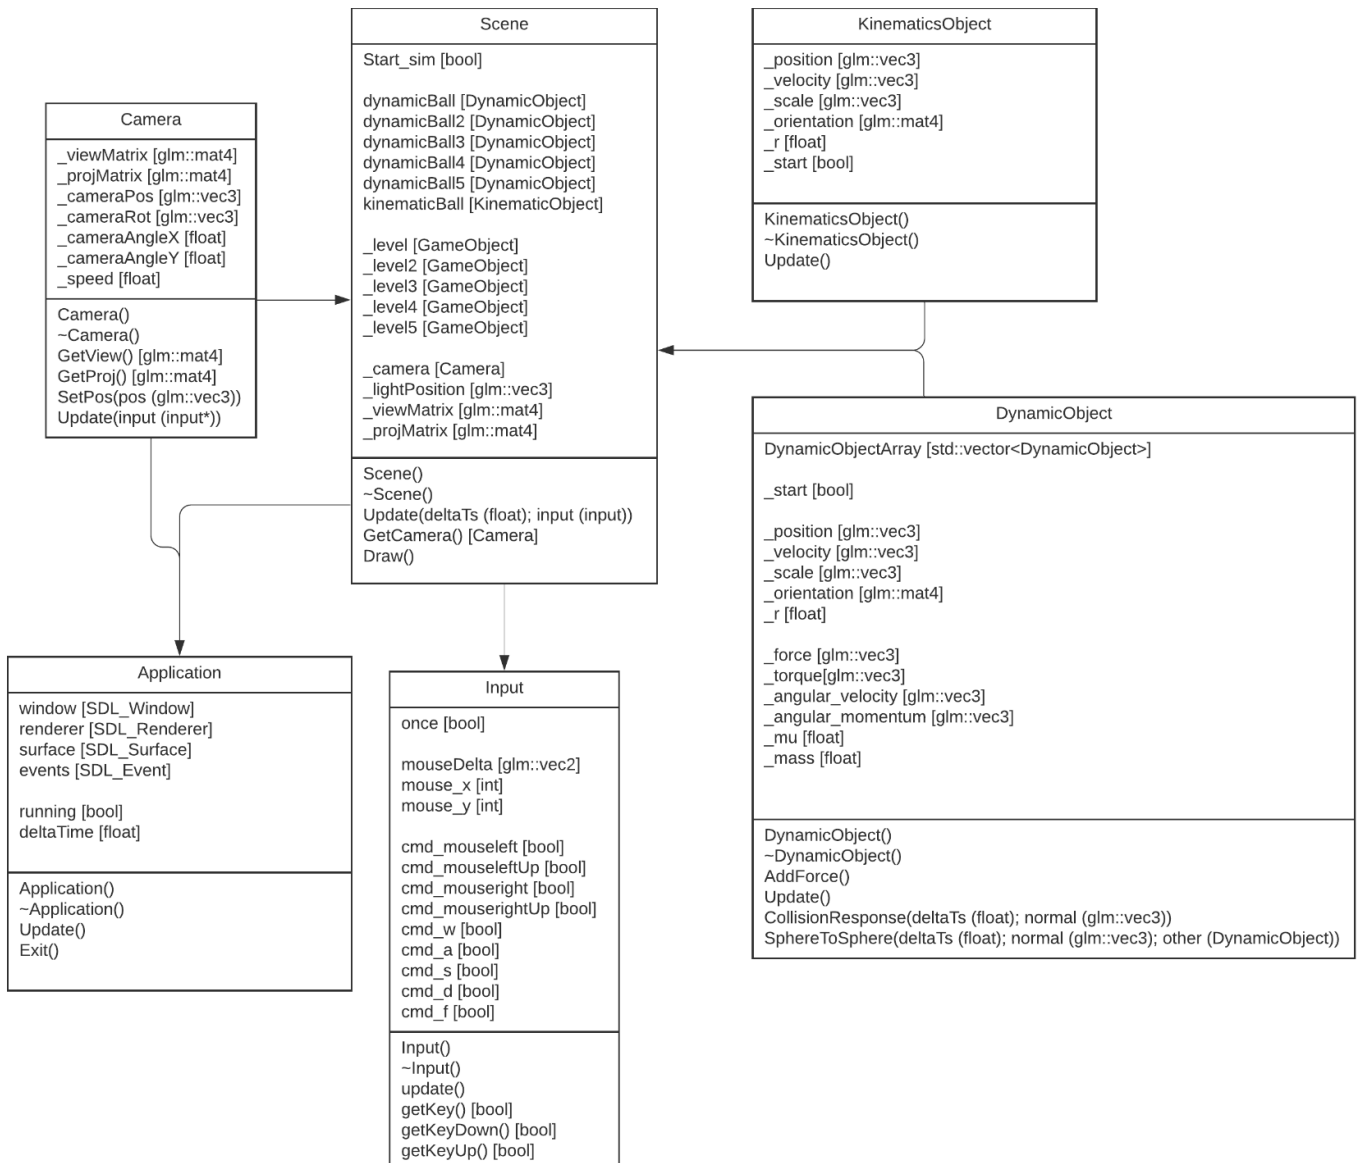 Scene
Start_sim [bool]
dynamicBall [DynamicObject]
dynamicBall2 [DynamicObject]
dynamicBall3 [DynamicObject]
dynamicBall4 [DynamicObject]
dynamicBall5 [DynamicObject]
kinematicBall [KinematicObject]
_level [GameObject]
_level2 [GameObject]
_level3 [GameObject]
_level4 [GameObject]
_level5 [GameObject]
_camera [Camera]
_lightPosition [glm::vec3]
_viewMatrix [glm::mat4]
_projMatrix [glm::mat4]
Scene()
~Scene()
Update(deltaTs (float); input (input))
GetCamera() [Camera]
Draw()
KinematicsObject
_position [glm::vec3]
_velocity [glm::vec3]
_scale [glm::vec3]
_orientation [glm::mat4]
_r [float]
_start [bool]
KinematicsObject()
~KinematicsObject()
Update()
Camera
_viewMatrix [glm::mat4]
_projMatrix [glm::mat4]
_cameraPos [glm::vec3]
_cameraRot [glm::vec3]
_cameraAngleX [float]
_cameraAngleY [float]
_speed [float]
Camera()
~Camera()
GetView() [glm::mat4]
GetProj() [glm::mat4]
SetPos(pos (glm::vec3))
Update(input (input*))
DynamicObject
DynamicObjectArray [std::vector<DynamicObject>]
_start [bool]
_position [glm::vec3]
_velocity [glm::vec3]
_scale [glm::vec3]
_orientation [glm::mat4]
_r [float]
_force [glm::vec3]
_torque[glm::vec3]
_angular_velocity [glm::vec3]
_angular_momentum [glm::vec3]
_mu [float]
_mass [float]
DynamicObject()
~DynamicObject()
AddForce()
Update()
CollisionResponse(deltaTs (float); normal (glm::vec3))
SphereToSphere(deltaTs (float); normal (glm::vec3); other (DynamicObject))
Application
window [SDL_Window]
renderer [SDL_Renderer]
surface [SDL_Surface]
events [SDL_Event]
running [bool]
deltaTime [float]
Application()
~Application()
Update()
Exit()
Input
once [bool]
mouseDelta [glm::vec2]
mouse_x [int]
mouse_y [int]
cmd_mouseleft [bool]
cmd_mouseleftUp [bool]
cmd_mouseright [bool]
cmd_mouserightUp [bool]
cmd_w [bool]
cmd_a [bool]
cmd_s [bool]
cmd_d [bool]
cmd_f [bool]
Input()
~Input()
update()
getKey() [bool]
getKeyDown() [bool]
getKeyUp() [bool]